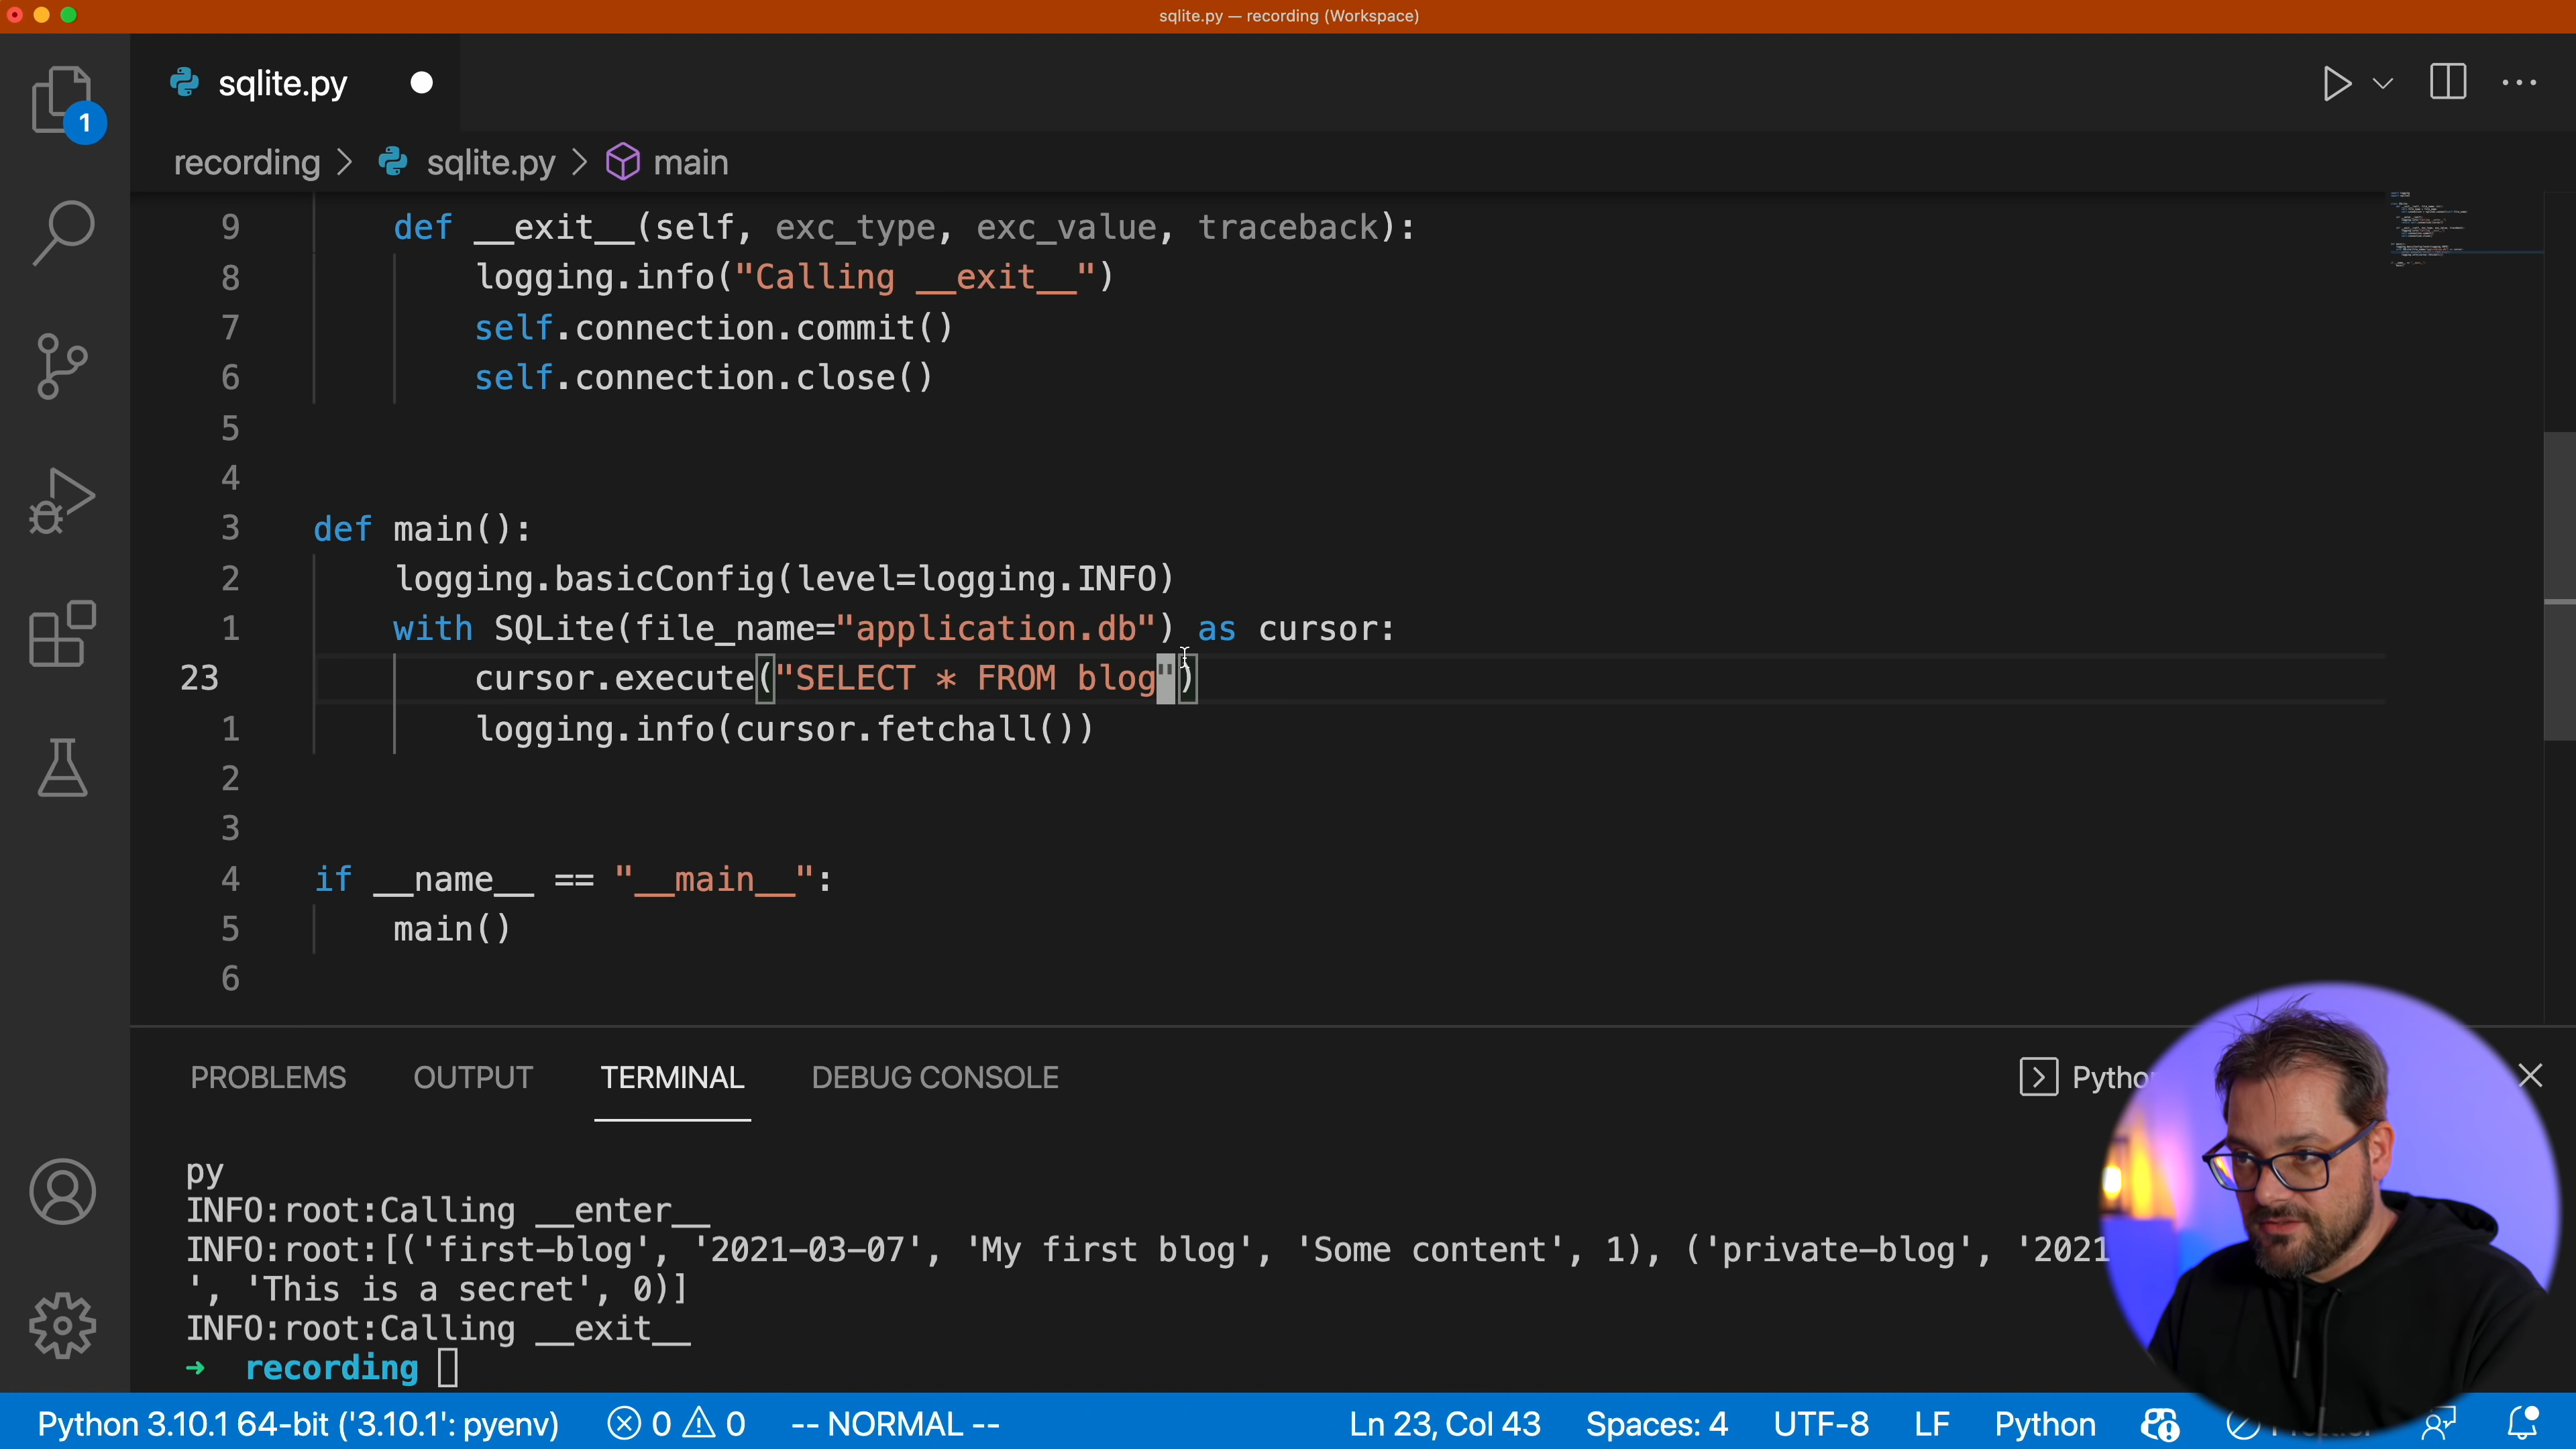 sqlite.py — recording (Workspace)
sqlite.py
1
recording > sqlite.py > main
9 def __exit__(self, exc_type, exc_value, traceback):
8 logging.info("Calling __exit__")
7 self.connection.commit()
6 self.connection.close()
5
4
3 def main():
2 logging.basicConfig(level=logging.INFO)
1 with SQLite(file_name="application.db") as cursor:
23 cursor.execute("SELECT * FROM blog")
1 logging.info(cursor.fetchall())
2
3
4 if __name__ == "__main__":
5 main()
6
PROBLEMS OUTPUT TERMINAL DEBUG CONSOLE
py
INFO:root:Calling __enter__
INFO:root:[('first-blog', '2021-03-07', 'My first blog', 'Some content', 1), ('private-blog', '2021
', 'This is a secret', 0)]
INFO:root:Calling __exit__
➜ recording
Python 3.10.1 64-bit ('3.10.1': pyenv) 0 0 -- NORMAL -- Ln 23, Col 43 Spaces: 4 UTF-8 LF Python